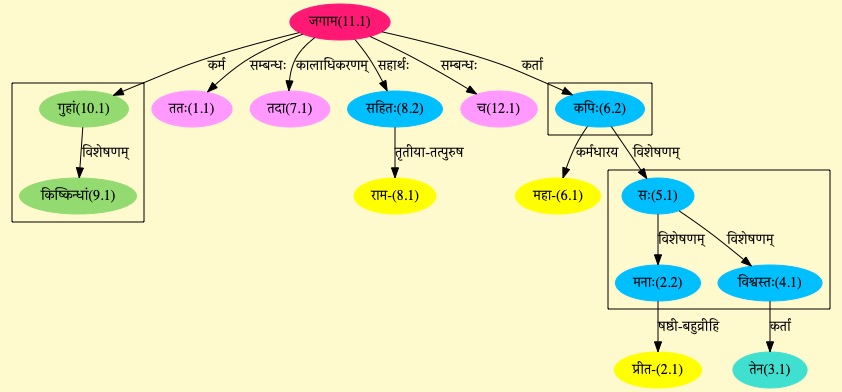 जगाम(11.1)
कर्म
सम्बन्धः
कालाधिकरणम्
सहार्थः
सम्बन्धः
कर्ता
गुहां(10.1)
ततः(1.1)
तदा(7.1)
सहितः(8.2)
च(12.1)
कपिः(6.2)
विशेषणम्
तृतीया-तत्पुरुष
कर्मधारय
विशेषणम्
किष्किन्धां(9.1)
राम-(8.1)
महा-(6.1)
सः(5.1)
विशेषणम्
विशेषणम्
मनाः(2.2)
विश्वस्तः(4.1)
षष्ठी-बहुव्रीहि
कर्ता
प्रीत-(2.1)
तेन(3.1)